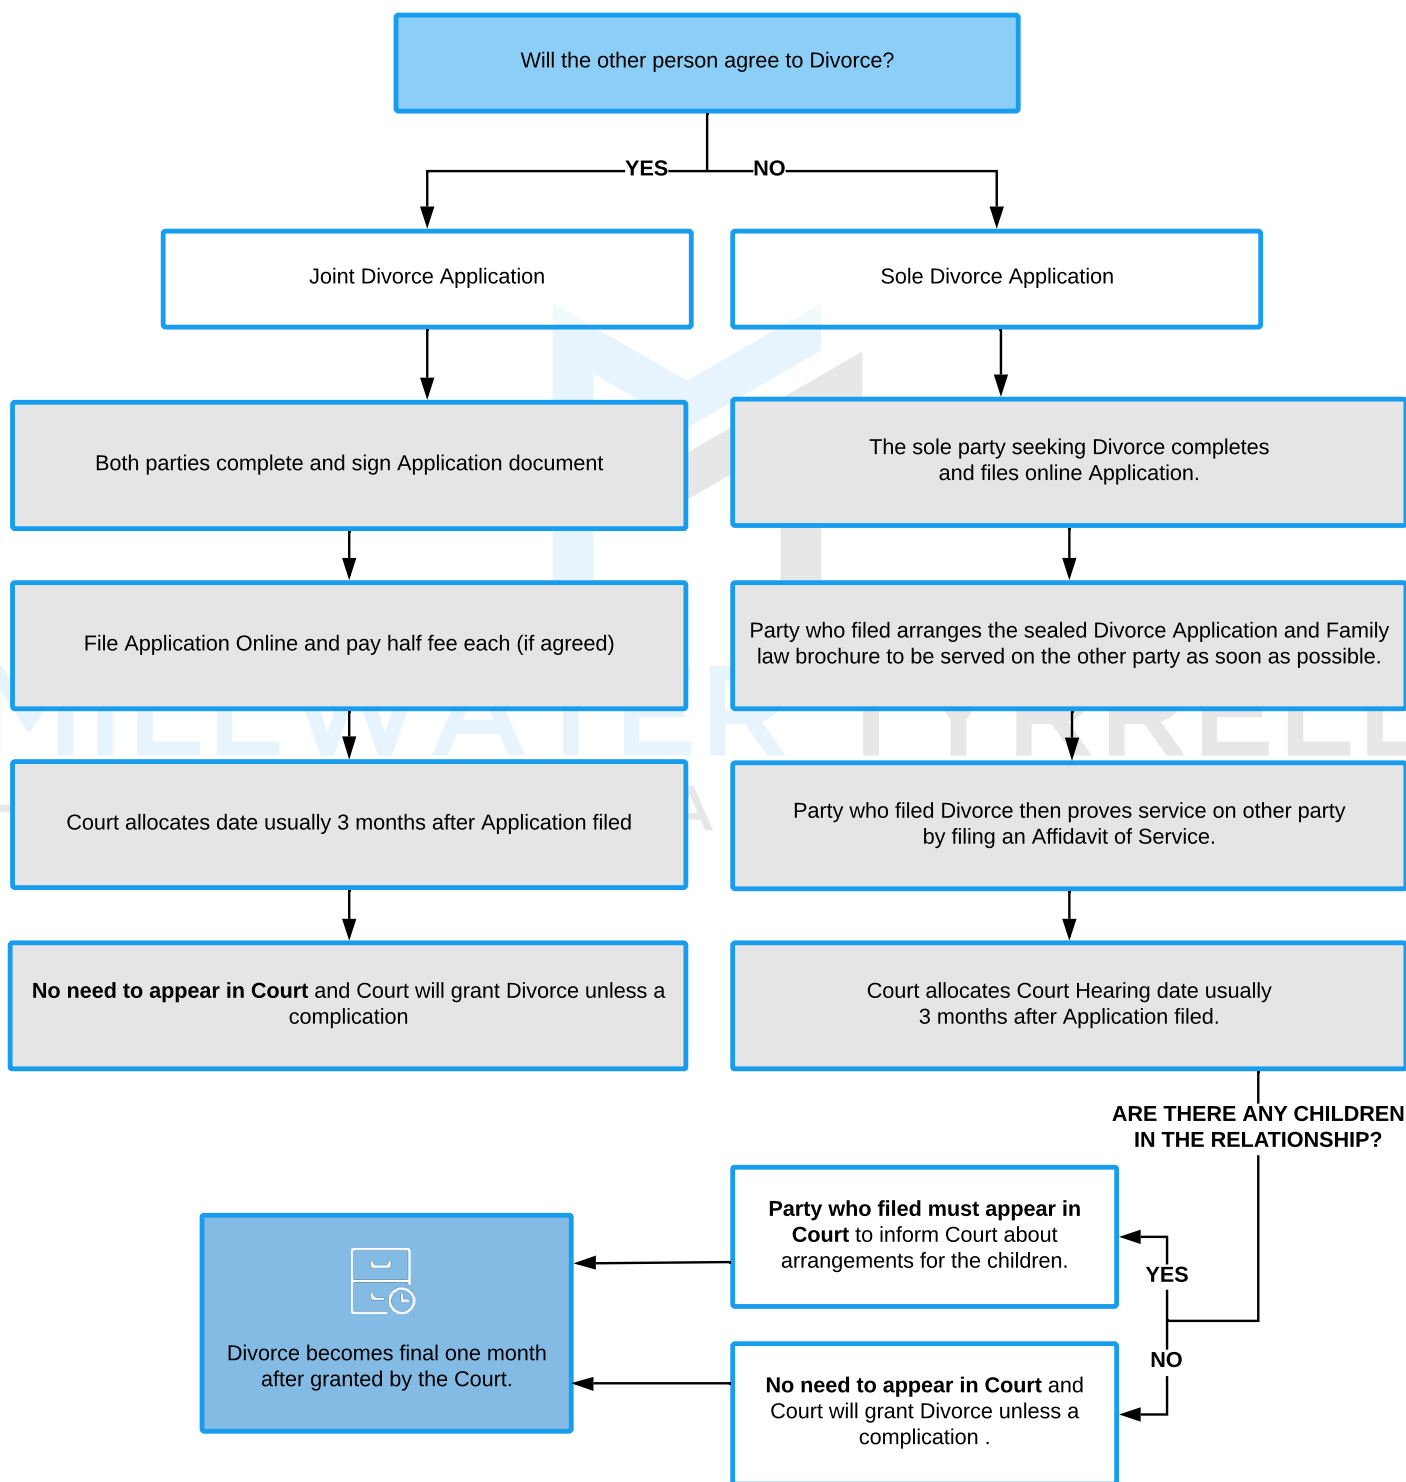 Will the other person agree to Divorce?
YES
NO
Joint Divorce Application
Sole Divorce Application
Both parties complete and sign Application document
The sole party seeking Divorce completes
and files online Application.
File Application Online and pay half fee each (if agreed)
Party who filed arranges the sealed Divorce Application and Family
law brochure to be served on the other party as soon as possible.
MILLWATER TYRRELL
Court allocates date usually 3 months after Application filed
Party who filed Divorce then proves service on other party
by filing an Affidavit of Service.
No need to appear in Court and Court will grant Divorce unless a
complication
Court allocates Court Hearing date usually
3 months after Application filed.
ARE THERE ANY CHILDREN
IN THE RELATIONSHIP?
Party who filed must appear in
Court to inform Court about
arrangements for the children.
YES
NO
Divorce becomes final one month
after granted by the Court.
No need to appear in Court and
Court will grant Divorce unless a
complication .